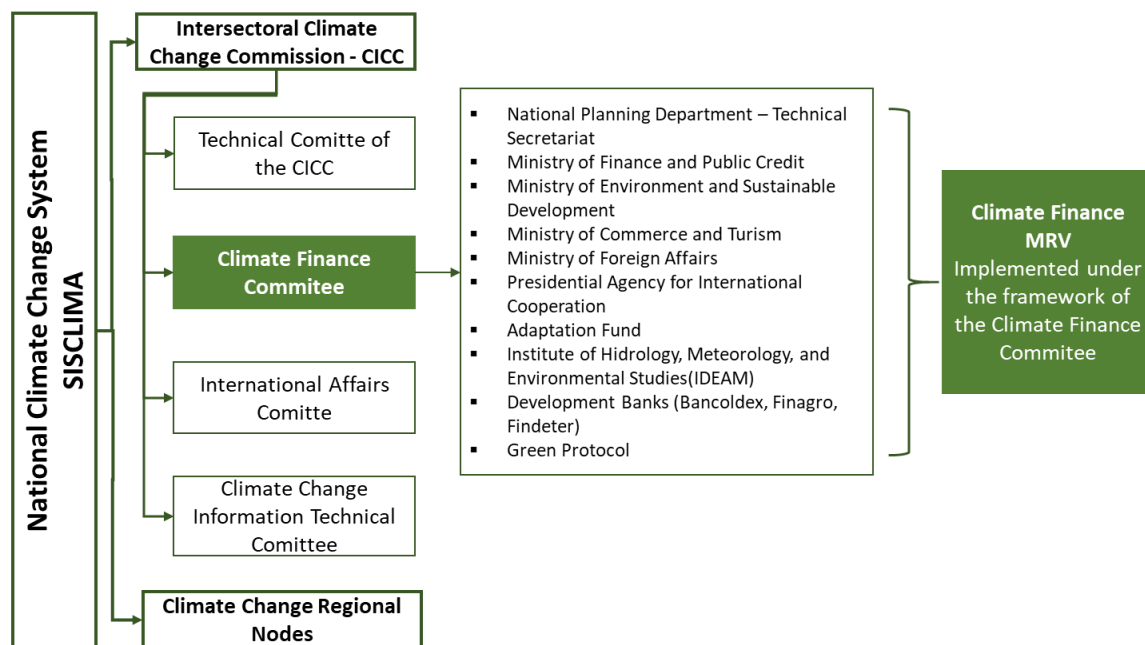 National Climate Change System
SISCLIMA
Intersectoral Climate
Change Commission - CICC
Technical Comitte of
the CICC
Climate Finance
Commitee
International Affairs
Comitte
Climate Change
Information Technical
Comittee
Climate Change Regional
Nodes
▪ National Planning Department – Technical
Secretariat
▪ Ministry of Finance and Public Credit
▪ Ministry of Environment and Sustainable
Development
▪ Ministry of Commerce and Turism
▪ Ministry of Foreign Affairs
▪ Presidential Agency for International
Cooperation
▪ Adaptation Fund
▪ Institute of Hidrology, Meteorology, and
Environmental Studies(IDEAM)
▪ Development Banks (Bancoldex, Finagro,
Findeter)
▪ Green Protocol
Climate Finance
MRV
Implemented under
the framework of
the Climate Finance
Commitee